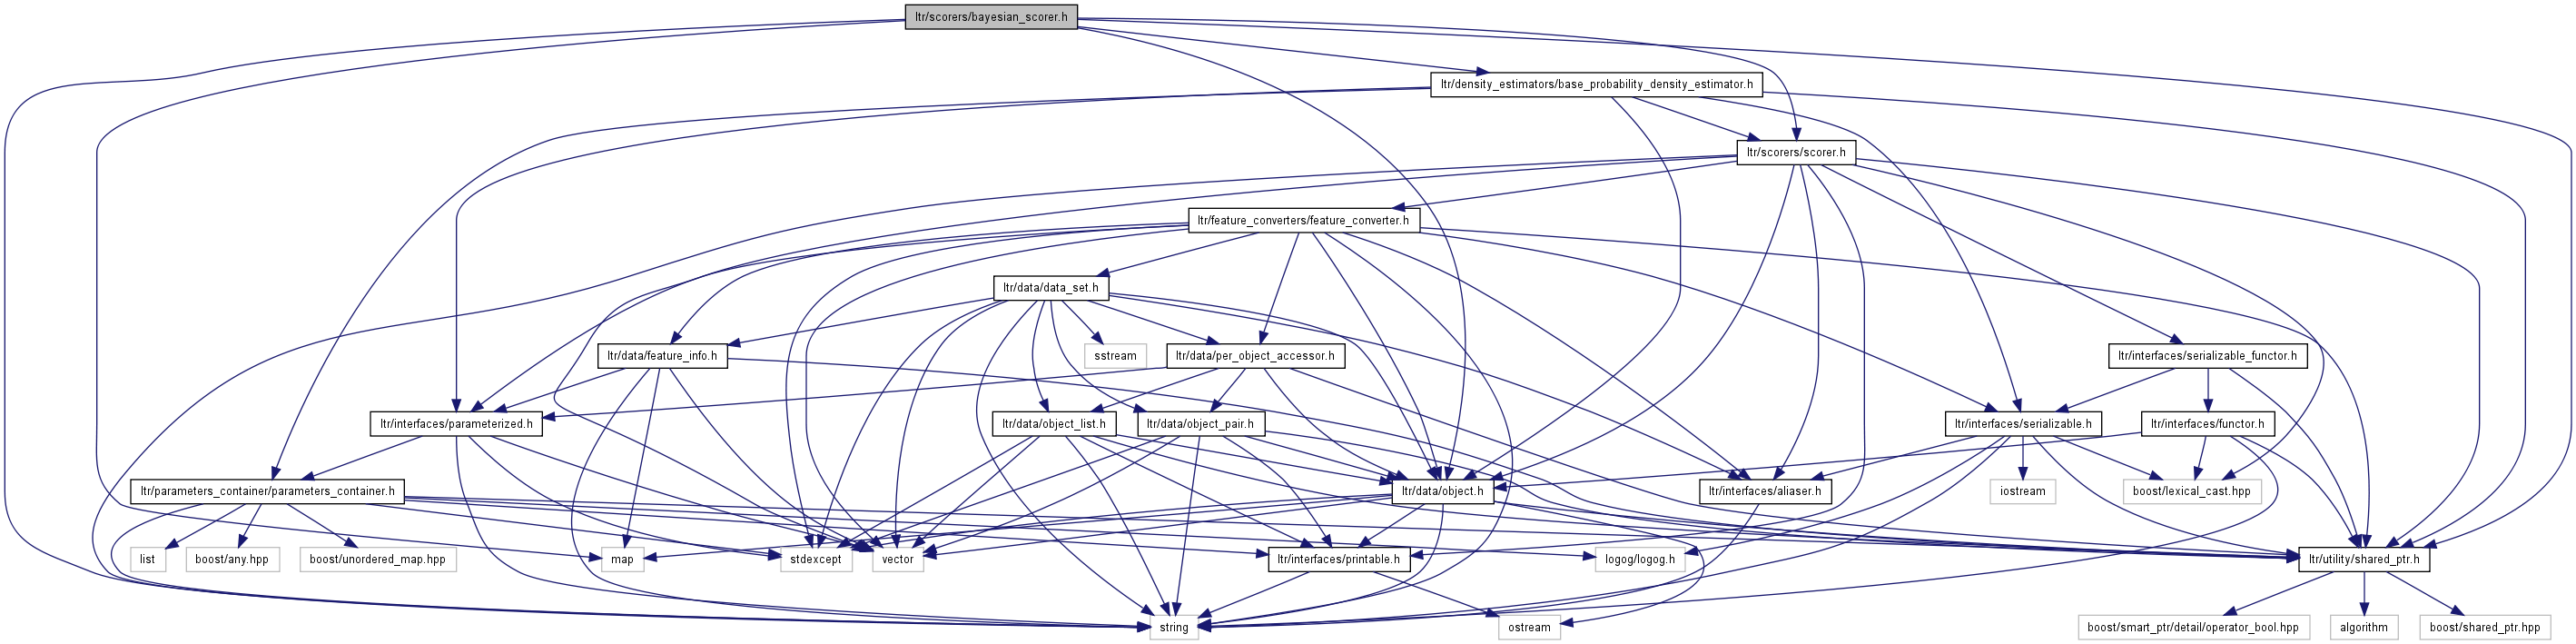 ltr/scorers/bayesian_scorer.h
ltr/density_estimators/base_probability_density_estimator.h
ltr/scorers/scorer.h
ltr/feature_converters/feature_converter.h
ltr/data/data_set.h
ltr/data/feature_info.h
sstream
ltr/data/per_object_accessor.h
ltr/interfaces/serializable_functor.h
ltr/interfaces/parameterized.h
ltr/data/object_list.h
ltr/data/object_pair.h
ltr/interfaces/serializable.h
ltr/interfaces/functor.h
ltr/parameters_container/parameters_container.h
ltr/data/object.h
ltr/interfaces/aliaser.h
iostream
boost/lexical_cast.hpp
list
boost/any.hpp
boost/unordered_map.hpp
map
stdexcept
vector
logog/logog.h
ltr/interfaces/printable.h
ltr/utility/shared_ptr.h
string
ostream
boost/smart_ptr/detail/operator_bool.hpp
algorithm
boost/shared_ptr.hpp